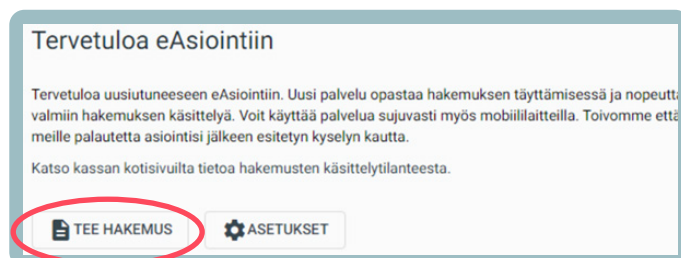 Tervetuloa eAsiointiin
Tervetuloa uusiutuneeseen eAsiointiin. Uusi palvelu opastaa hakemuksen täyttämisessä ja nopeutta
valmiin hakemuksen käsittelyä. Voit käyttää palvelua sujuvasti myös mobiililaitteilla. Toivomme että
meille palautetta asiointisi jälkeen esitetyn kyselyn kautta.
Katso kassan kotisivuilta tietoa hakemusten käsittelytilanteesta.
TEE HAKEMUS ASETUKSET